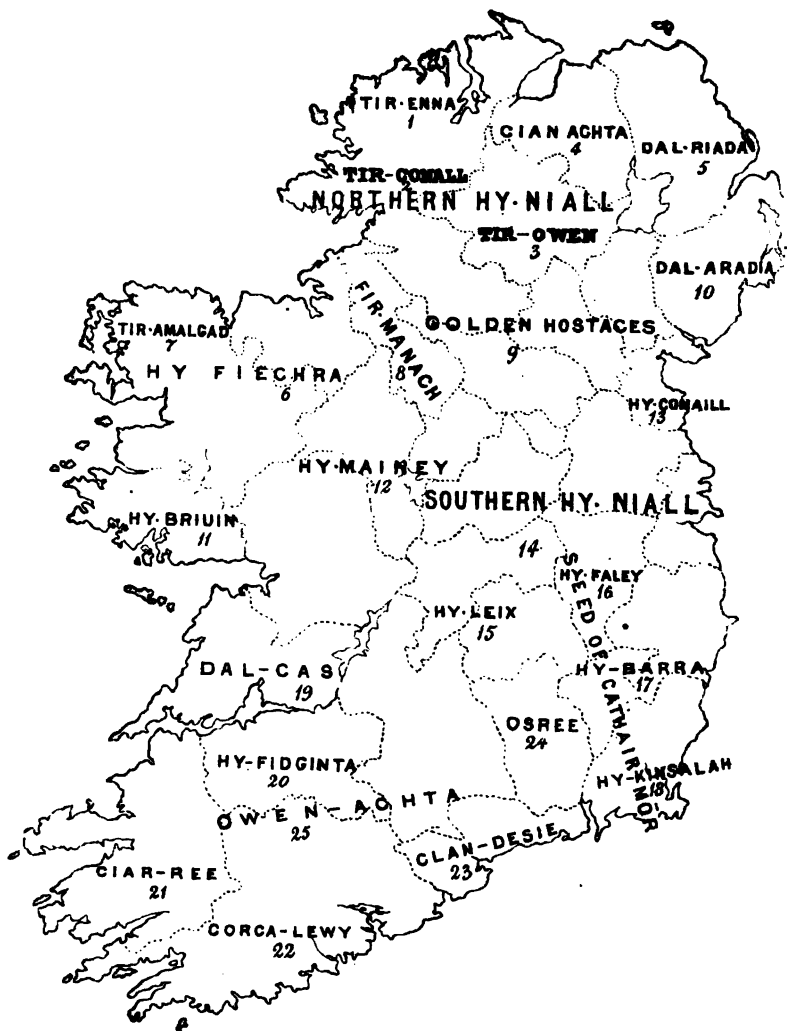 TIR-ENNA
1
CIANACHTA
4
DAL-RIADA
5
TIR-CONALL
2
NORTHERN HY-NIALL
TIR-OWEN
3
DAL-ARADIA
10
FIR-MANACH
8
GOLDEN HOSTAGES
9
TIR-AMALGAD
7
HY FIECHRA
6
HY-CONAILL
13
HY-MAINEY
12
SOUTHERN HY-NIALL
14
HY-BRIUIN
11
HY-FALEY
16
SEED OF CATHAIR MOR
HY-LEIX
15
HY-BARRA
17
DAL-CAS
19
OSREE
24
HY-FIDGINTA
20
HY-KINSALAH
18
OWEN-ACHTA
25
CLAN-DESIE
23
CIAR-REE
21
CORCA-LEWY
22